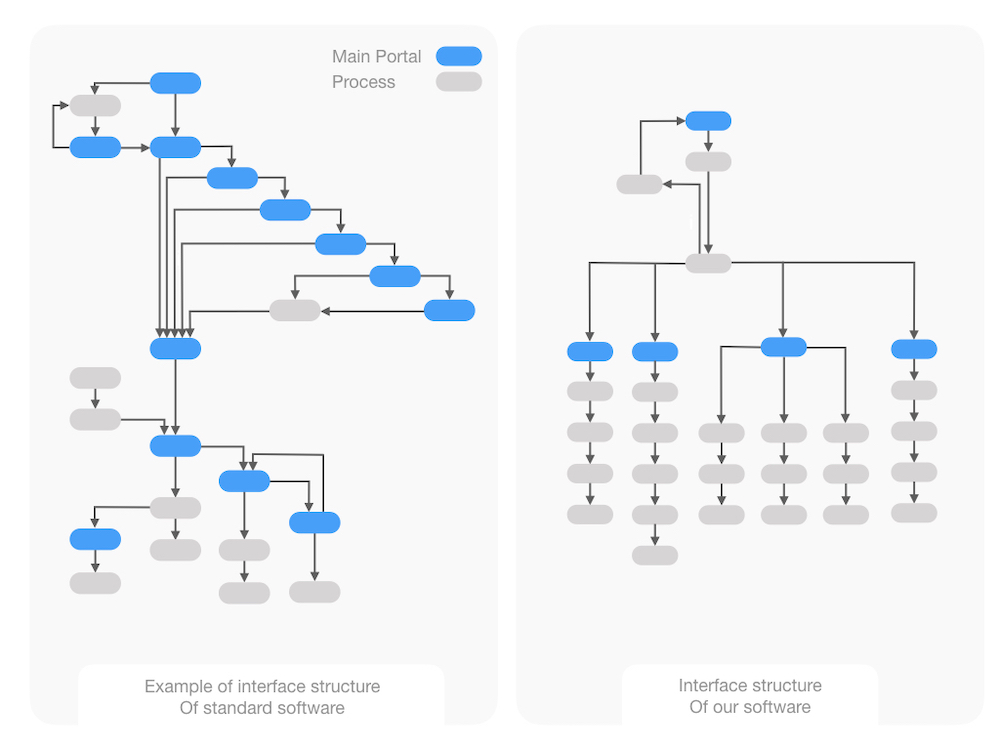 Main Portal
Process
Example of interface structure
Of standard software
Interface structure
Of our software